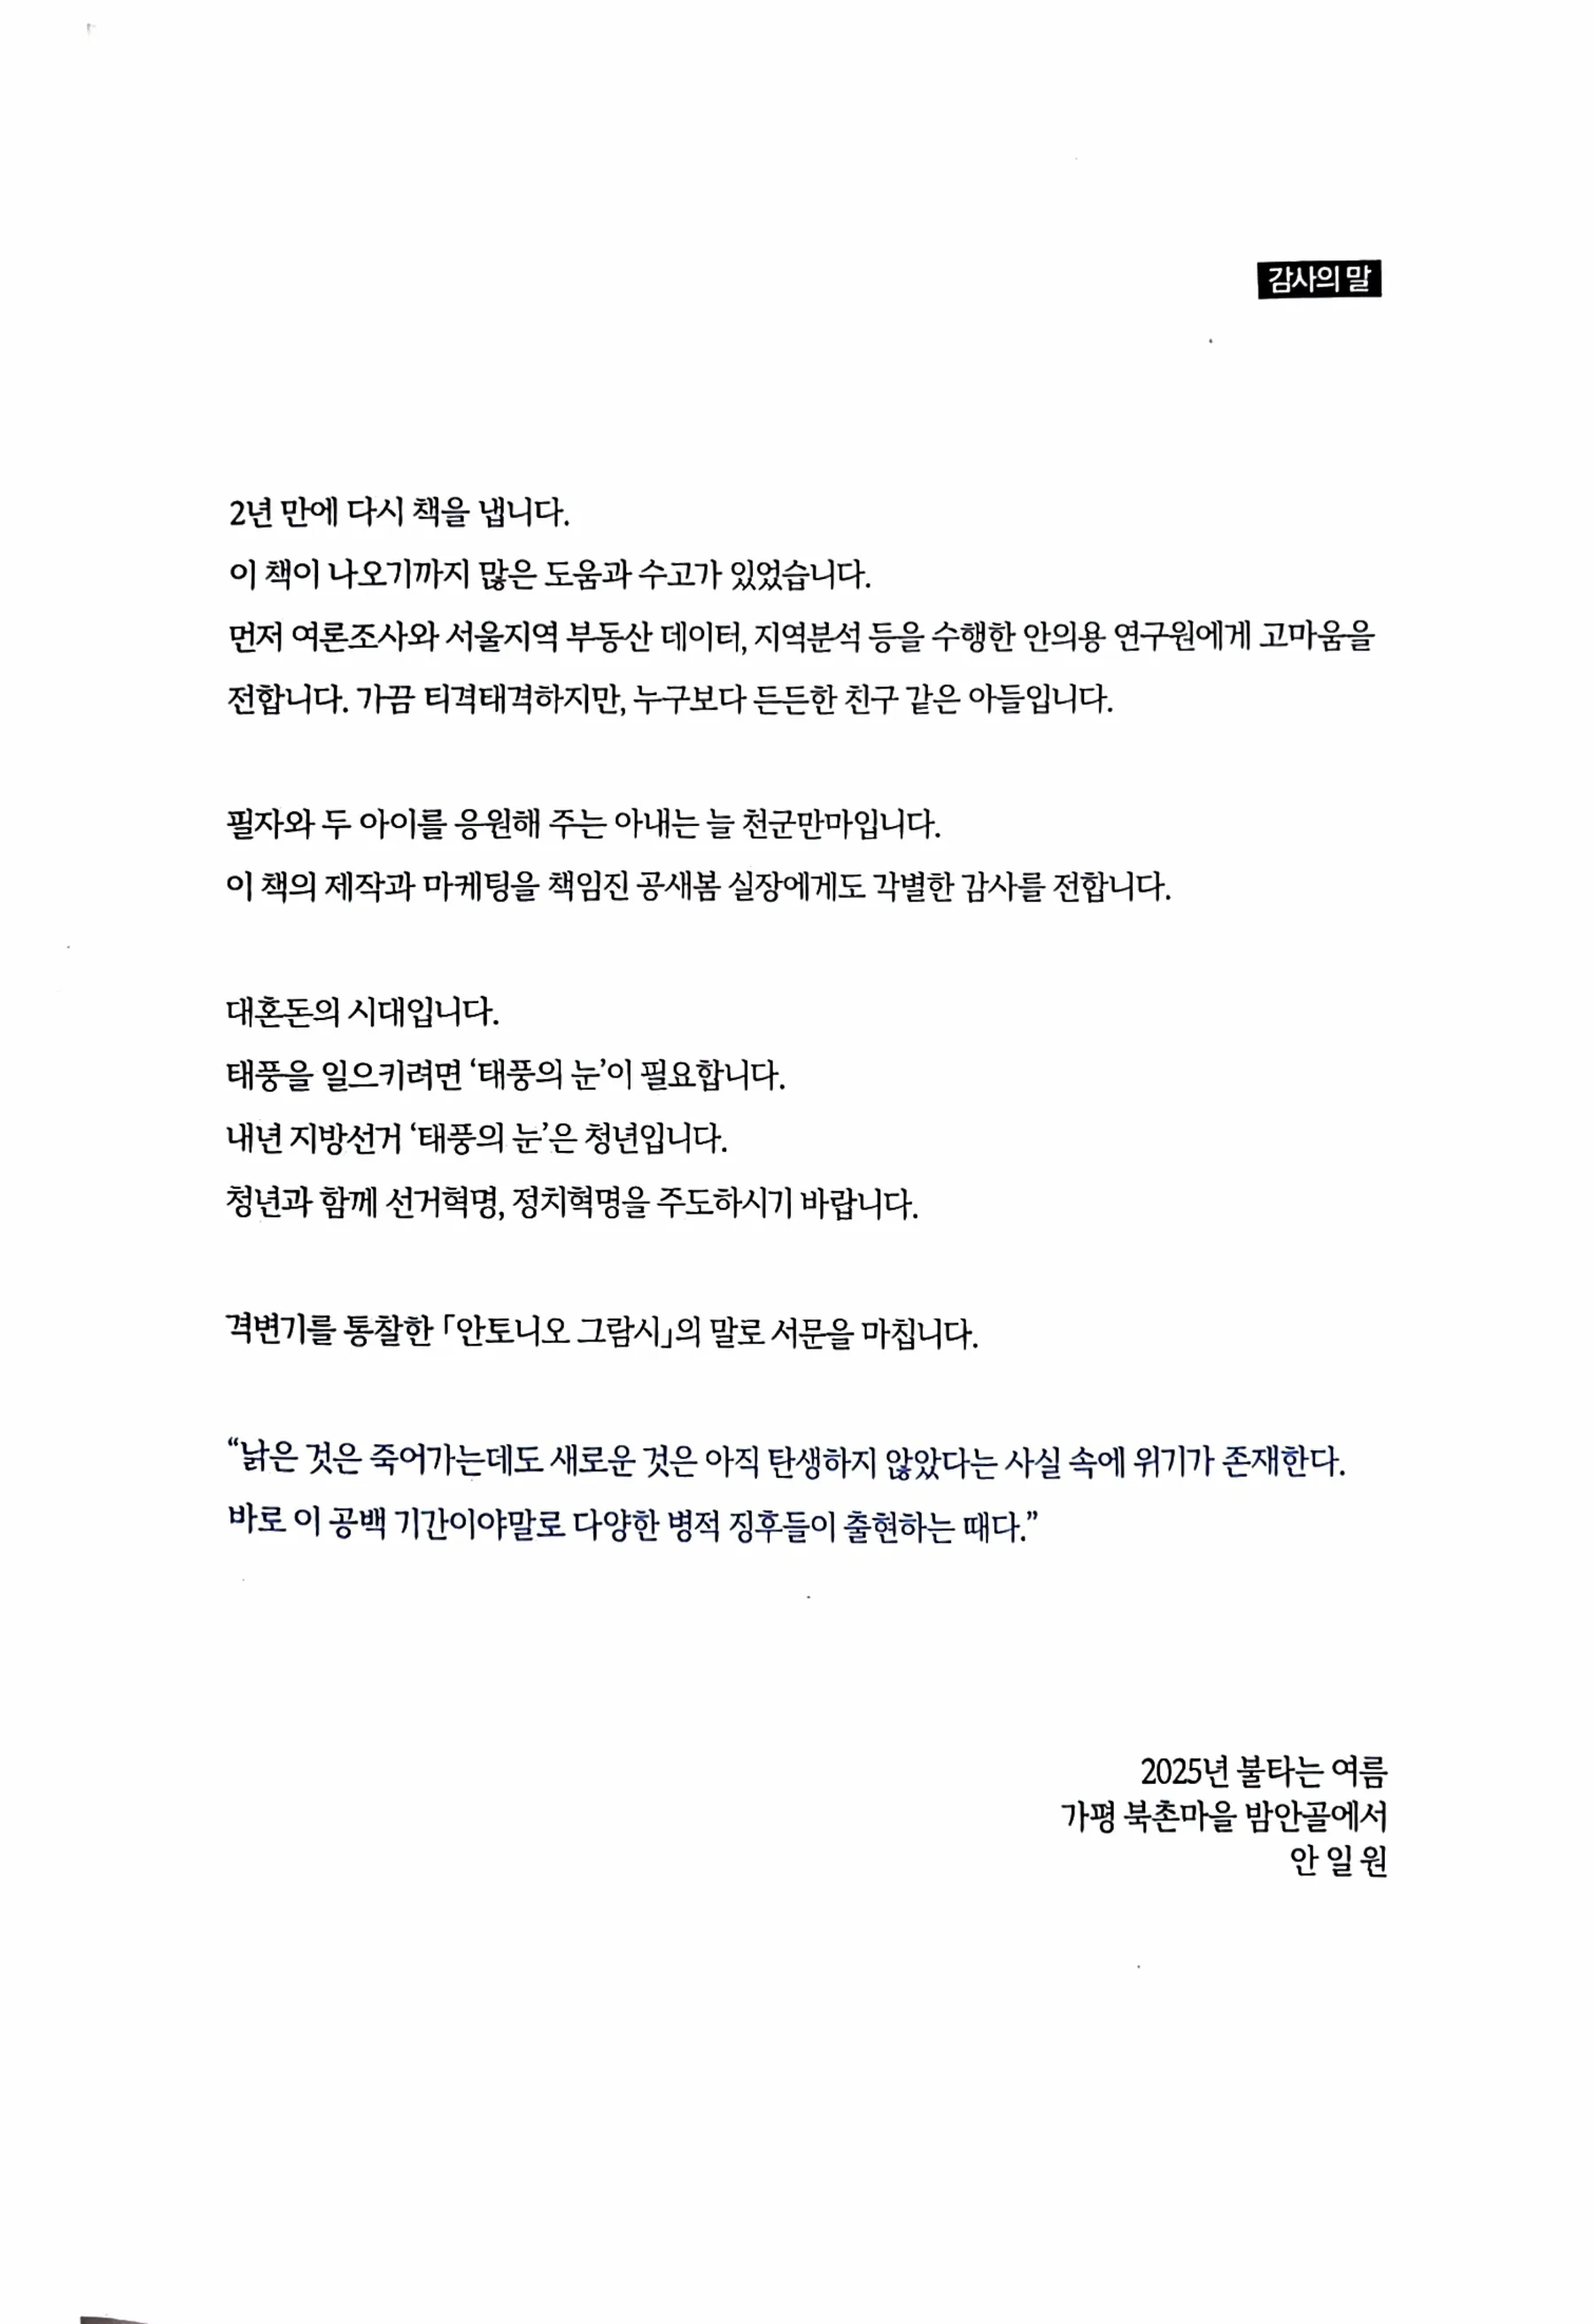 감사의 말
2년 만에 다시 책을 냅니다.
이 책이 나오기까지 많은 도움과 수고가 있었습니다.
먼저 여론조사와 서울지역 부동산 데이터, 지역분석 등을 수행한 안의용 연구원에게 고마움을
전합니다. 가끔 티격태격하지만, 누구보다 든든한 친구 같은 아들입니다.
필자와 두 아이를 응원해 주는 아내는 늘 천군만마입니다.
이 책의 제작과 마케팅을 책임진 공새봄 실장에게도 각별한 감사를 전합니다.
대혼돈의 시대입니다.
태풍을 일으키려면 ‘태풍의 눈’이 필요합니다.
내년 지방선거 ‘태풍의 눈’은 청년입니다.
청년과 함께 선거혁명, 정치혁명을 주도하시기 바랍니다.
격변기를 통찰한 「안토니오 그람시」의 말로 서문을 마칩니다.
“낡은 것은 죽어가는데도 새로운 것은 아직 탄생하지 않았다는 사실 속에 위기가 존재한다.
바로 이 공백 기간이야말로 다양한 병적 징후들이 출현하는 때다.”
2025년 불타는 여름
가평 북촌마을 밤안골에서
안 일 원